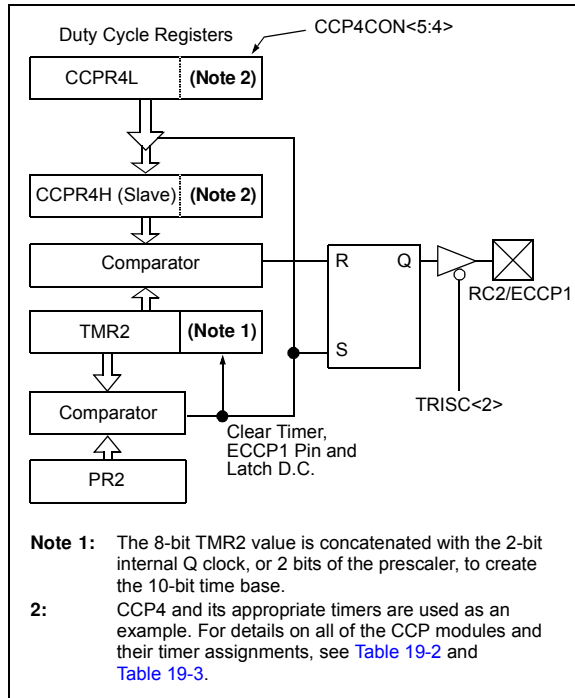 Duty Cycle Registers
CCP4CON<5:4>
CCPR4L
(Note 2)
CCPR4H (Slave)
(Note 2)
Comparator
R
Q
RC2/ECCP1
TMR2
(Note 1)
S
TRISC<2>
Comparator
Clear Timer,
ECCP1 Pin and
Latch D.C.
PR2
Note 1: The 8-bit TMR2 value is concatenated with the 2-bit
internal Q clock, or 2 bits of the prescaler, to create
the 10-bit time base.
2: CCP4 and its appropriate timers are used as an
example. For details on all of the CCP modules and
their timer assignments, see Table 19-2 and
Table 19-3.